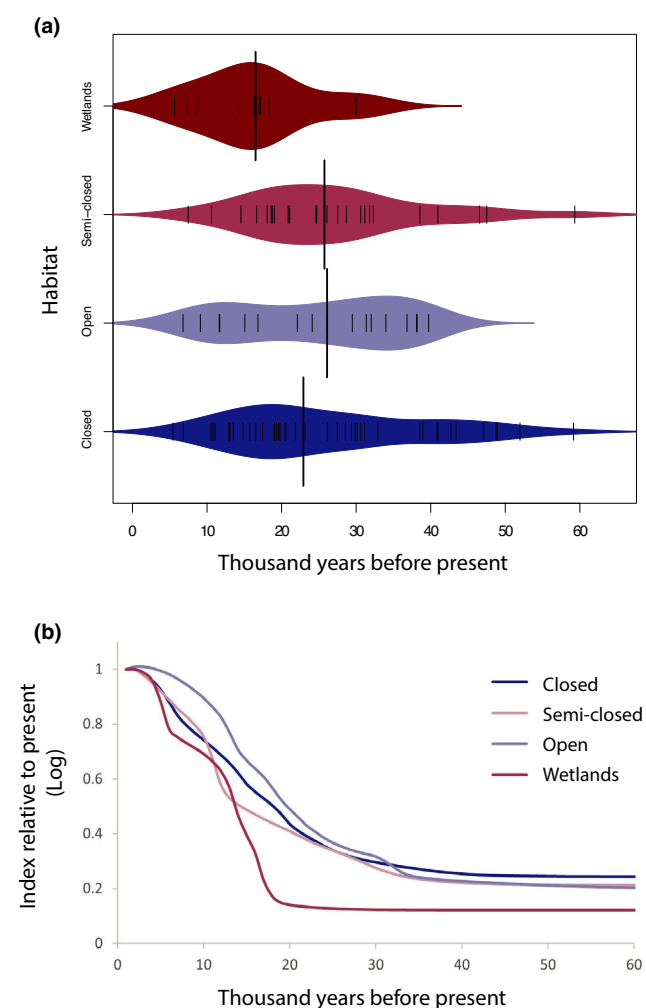 (a)
Wetlands
Semi-closed
Open
Closed
Habitat
0 10 20 30 40 50 60
Thousand years before present
(b)
1
0.8
0.6
0.4
0.2
0
Index relative to present
(Log)
Closed
Semi-closed
Open
Wetlands
0 10 20 30 40 50 60
Thousand years before present